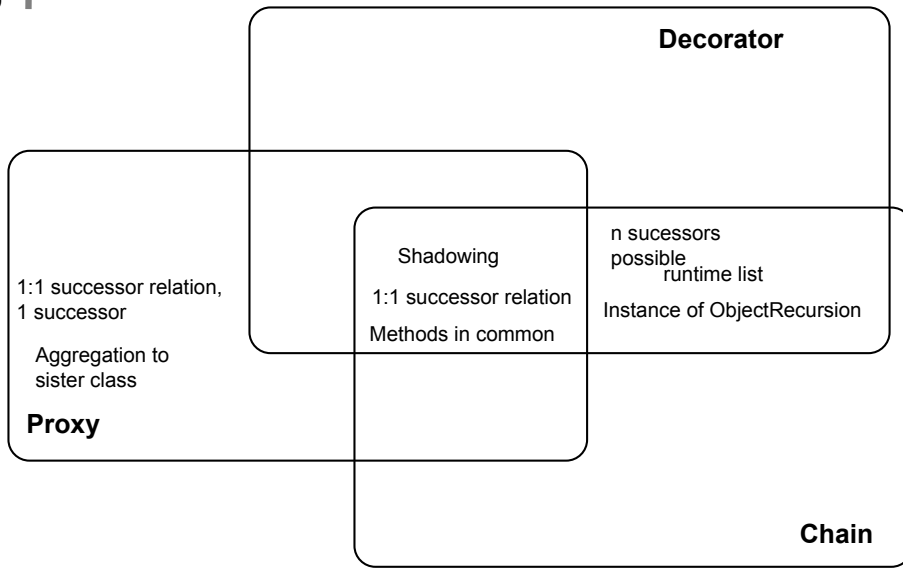 Decorator
Shadowing
1:1 successor relation
Methods in common
n sucessors
possible
runtime list
Instance of ObjectRecursion
1:1 successor relation,
1 successor
Aggregation to
sister class
Proxy
Chain